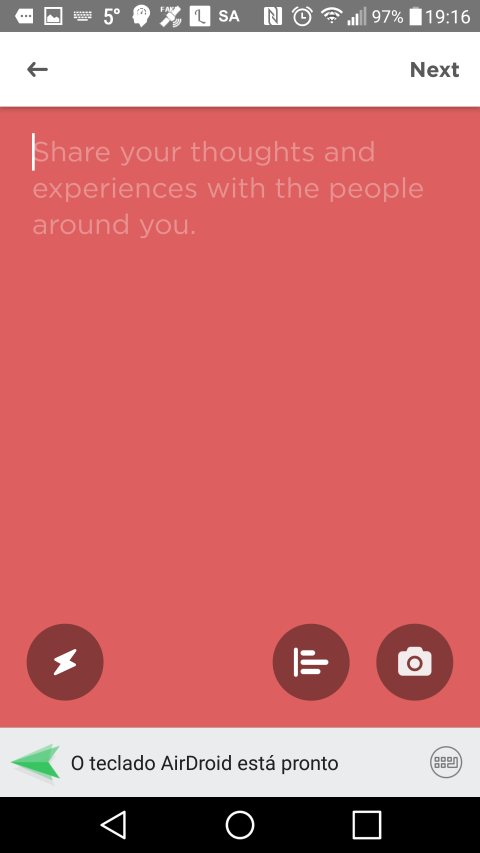 5° FAKE SA 97% 19:16
Next
Share your thoughts and
experiences with the people
around you.
O teclado AirDroid está pronto